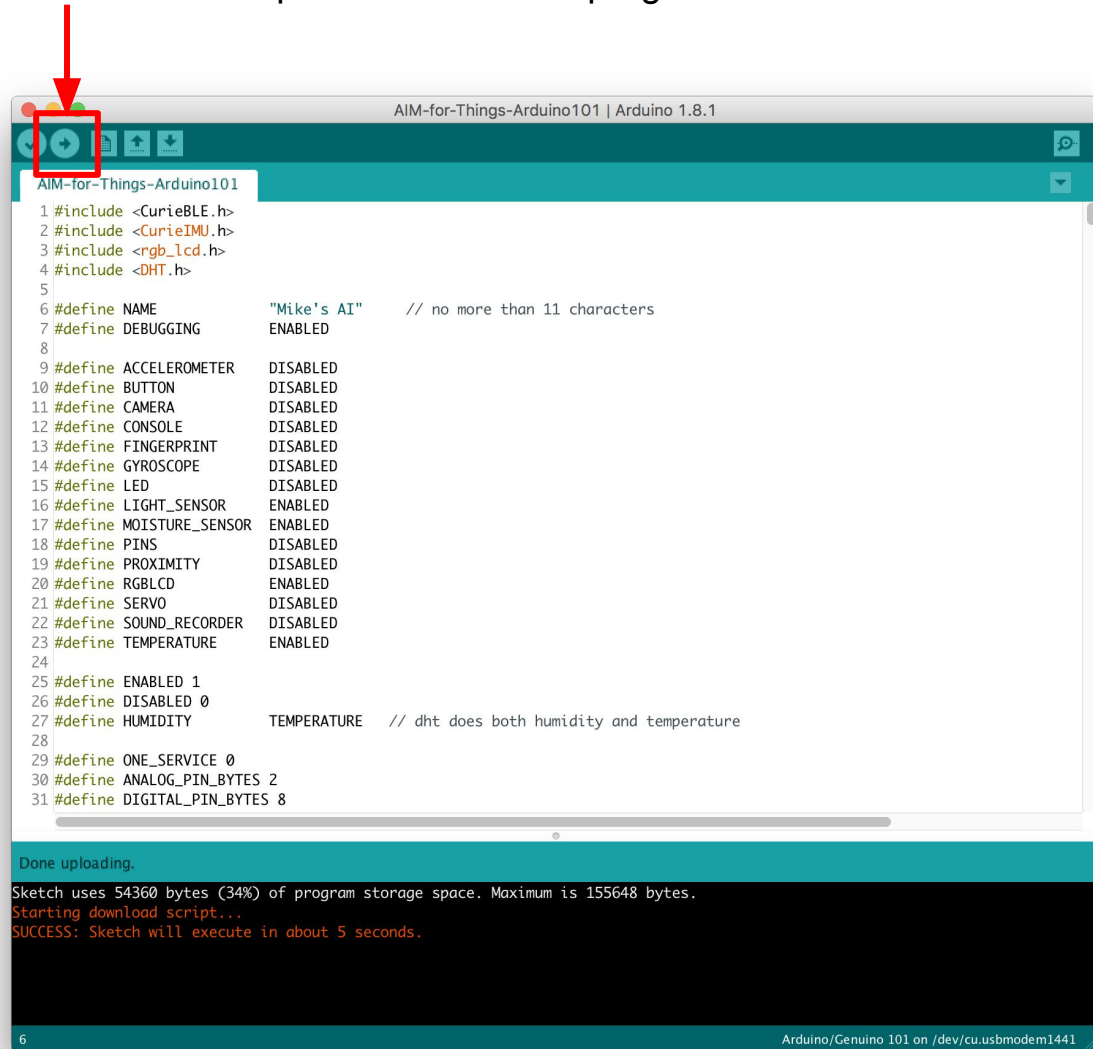 AIM-for-Things-Arduino101 | Arduino 1.8.1
AIM-for-Things-Arduino101
1 #include <CurieBLE.h>
2 #include <CurieIMU.h>
3 #include <rgb_lcd.h>
4 #include <DHT.h>
5
6 #define NAME "Mike's AI" // no more than 11 characters
7 #define DEBUGGING ENABLED
8
9 #define ACCELEROMETER DISABLED
10 #define BUTTON DISABLED
11 #define CAMERA DISABLED
12 #define CONSOLE DISABLED
13 #define FINGERPRINT DISABLED
14 #define GYROSCOPE DISABLED
15 #define LED DISABLED
16 #define LIGHT_SENSOR ENABLED
17 #define MOISTURE_SENSOR ENABLED
18 #define PINS DISABLED
19 #define PROXIMITY DISABLED
20 #define RGBLCD ENABLED
21 #define SERVO DISABLED
22 #define SOUND_RECORDER DISABLED
23 #define TEMPERATURE ENABLED
24
25 #define ENABLED 1
26 #define DISABLED 0
27 #define HUMIDITY TEMPERATURE // dht does both humidity and temperature
28
29 #define ONE_SERVICE 0
30 #define ANALOG_PIN_BYTES 2
31 #define DIGITAL_PIN_BYTES 8
Done uploading.
Sketch uses 54360 bytes (34%) of program storage space. Maximum is 155648 bytes.
Starting download script...
SUCCESS: Sketch will execute in about 5 seconds.
6 Arduino/Genuino 101 on /dev/cu.usbmodem1441